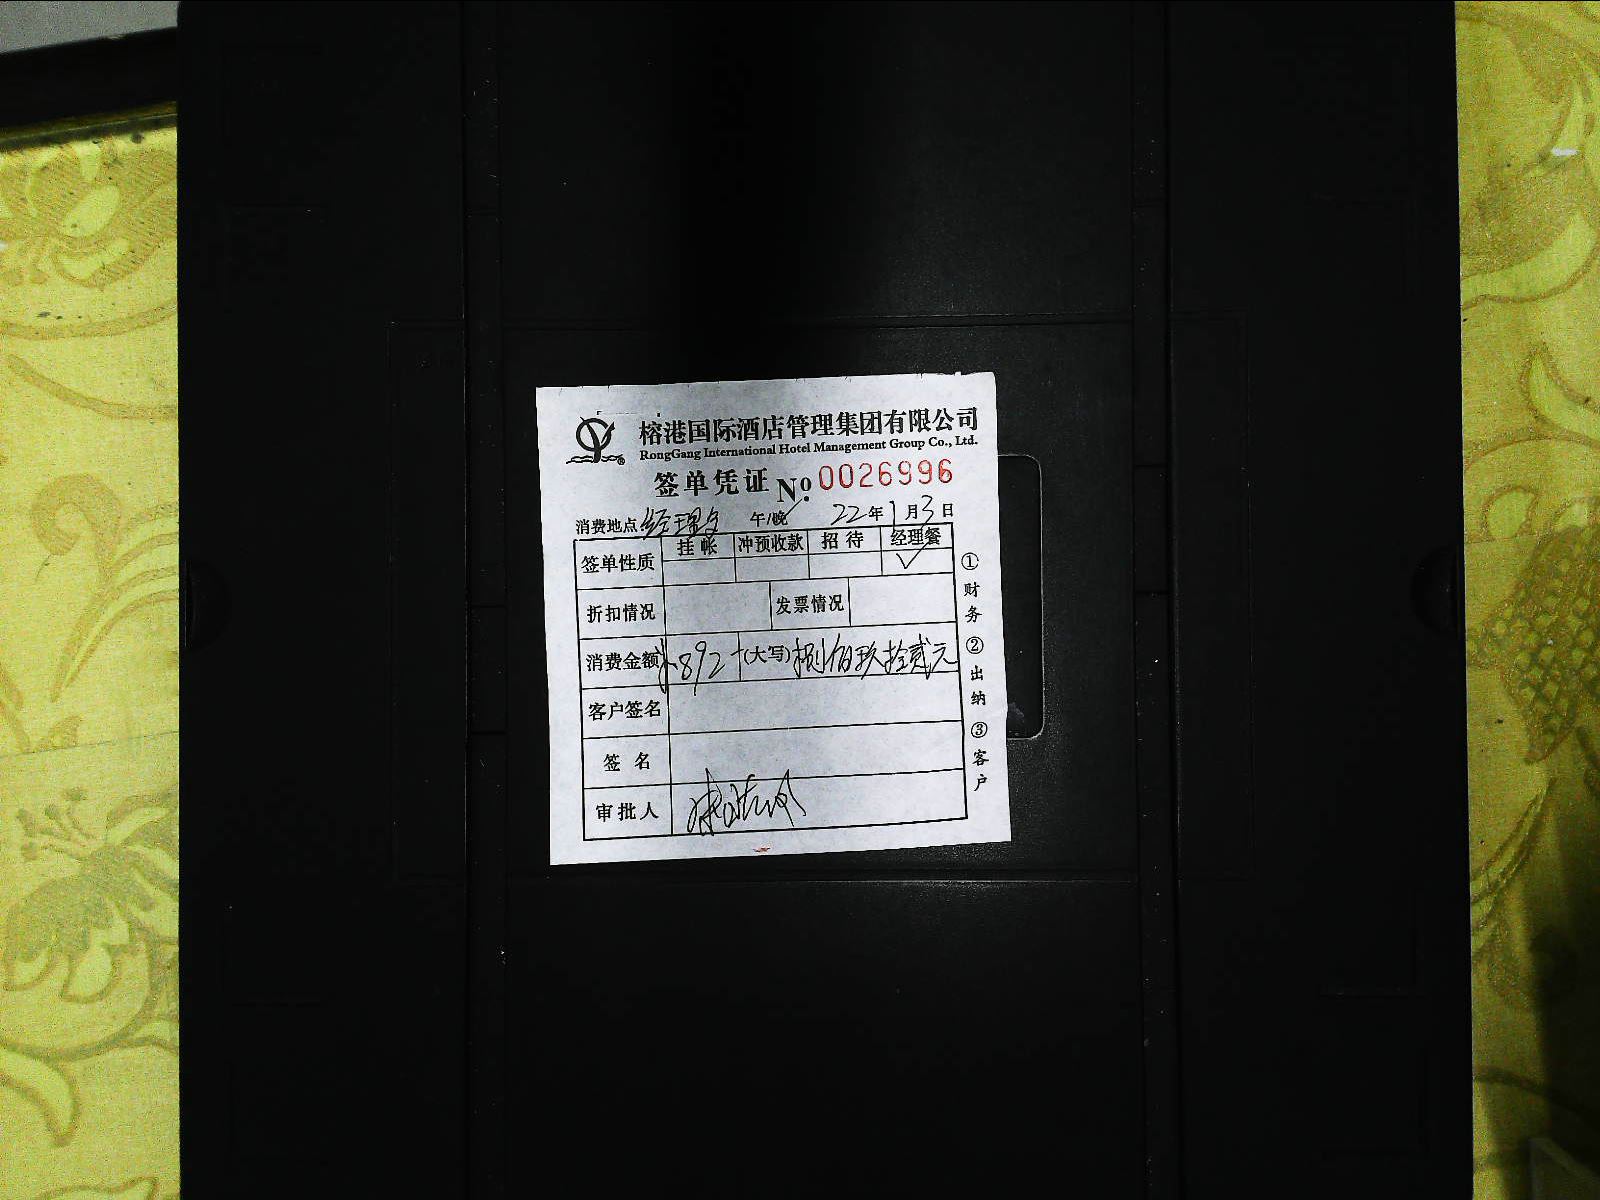 榕港国际酒店管理集团有限公司
RongGang International Hotel Management Group Co., Ltd.
签单凭证 No. 0026996
消费地点 经理 午/晚 22年1月3日
签单性质 挂帐 冲预收款 招待 经理餐
✓
折扣情况 发票情况
消费金额 ¥892 (大写) 捌佰玖拾贰元
客户签名
签名
审批人
①财务 ②出纳 ③客户